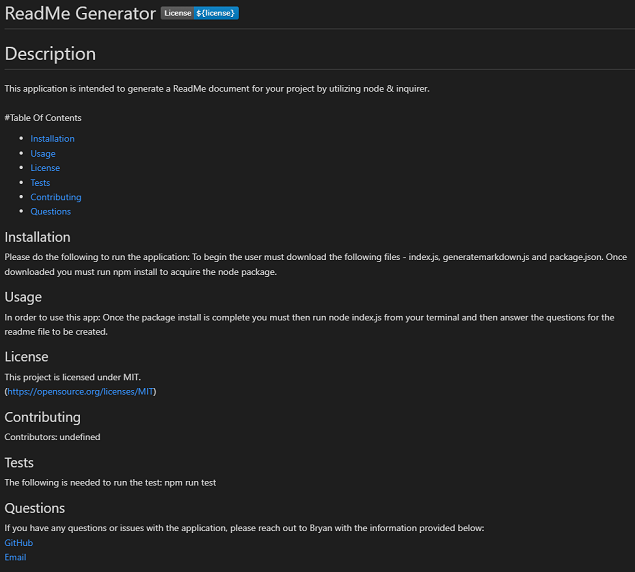 ReadMe Generator License ${license}
Description
This application is intended to generate a ReadMe document for your project by utilizing node & inquirer.
#Table Of Contents
• Installation
• Usage
• License
• Tests
• Contributing
• Questions
Installation
Please do the following to run the application: To begin the user must download the following files - index.js, generatemarkdown.js and package.json. Once
downloaded you must run npm install to acquire the node package.
Usage
In order to use this app: Once the package install is complete you must then run node index.js from your terminal and then answer the questions for the
readme file to be created.
License
This project is licensed under MIT.
(https://opensource.org/licenses/MIT)
Contributing
Contributors: undefined
Tests
The following is needed to run the test: npm run test
Questions
If you have any questions or issues with the application, please reach out to Bryan with the information provided below:
GitHub
Email